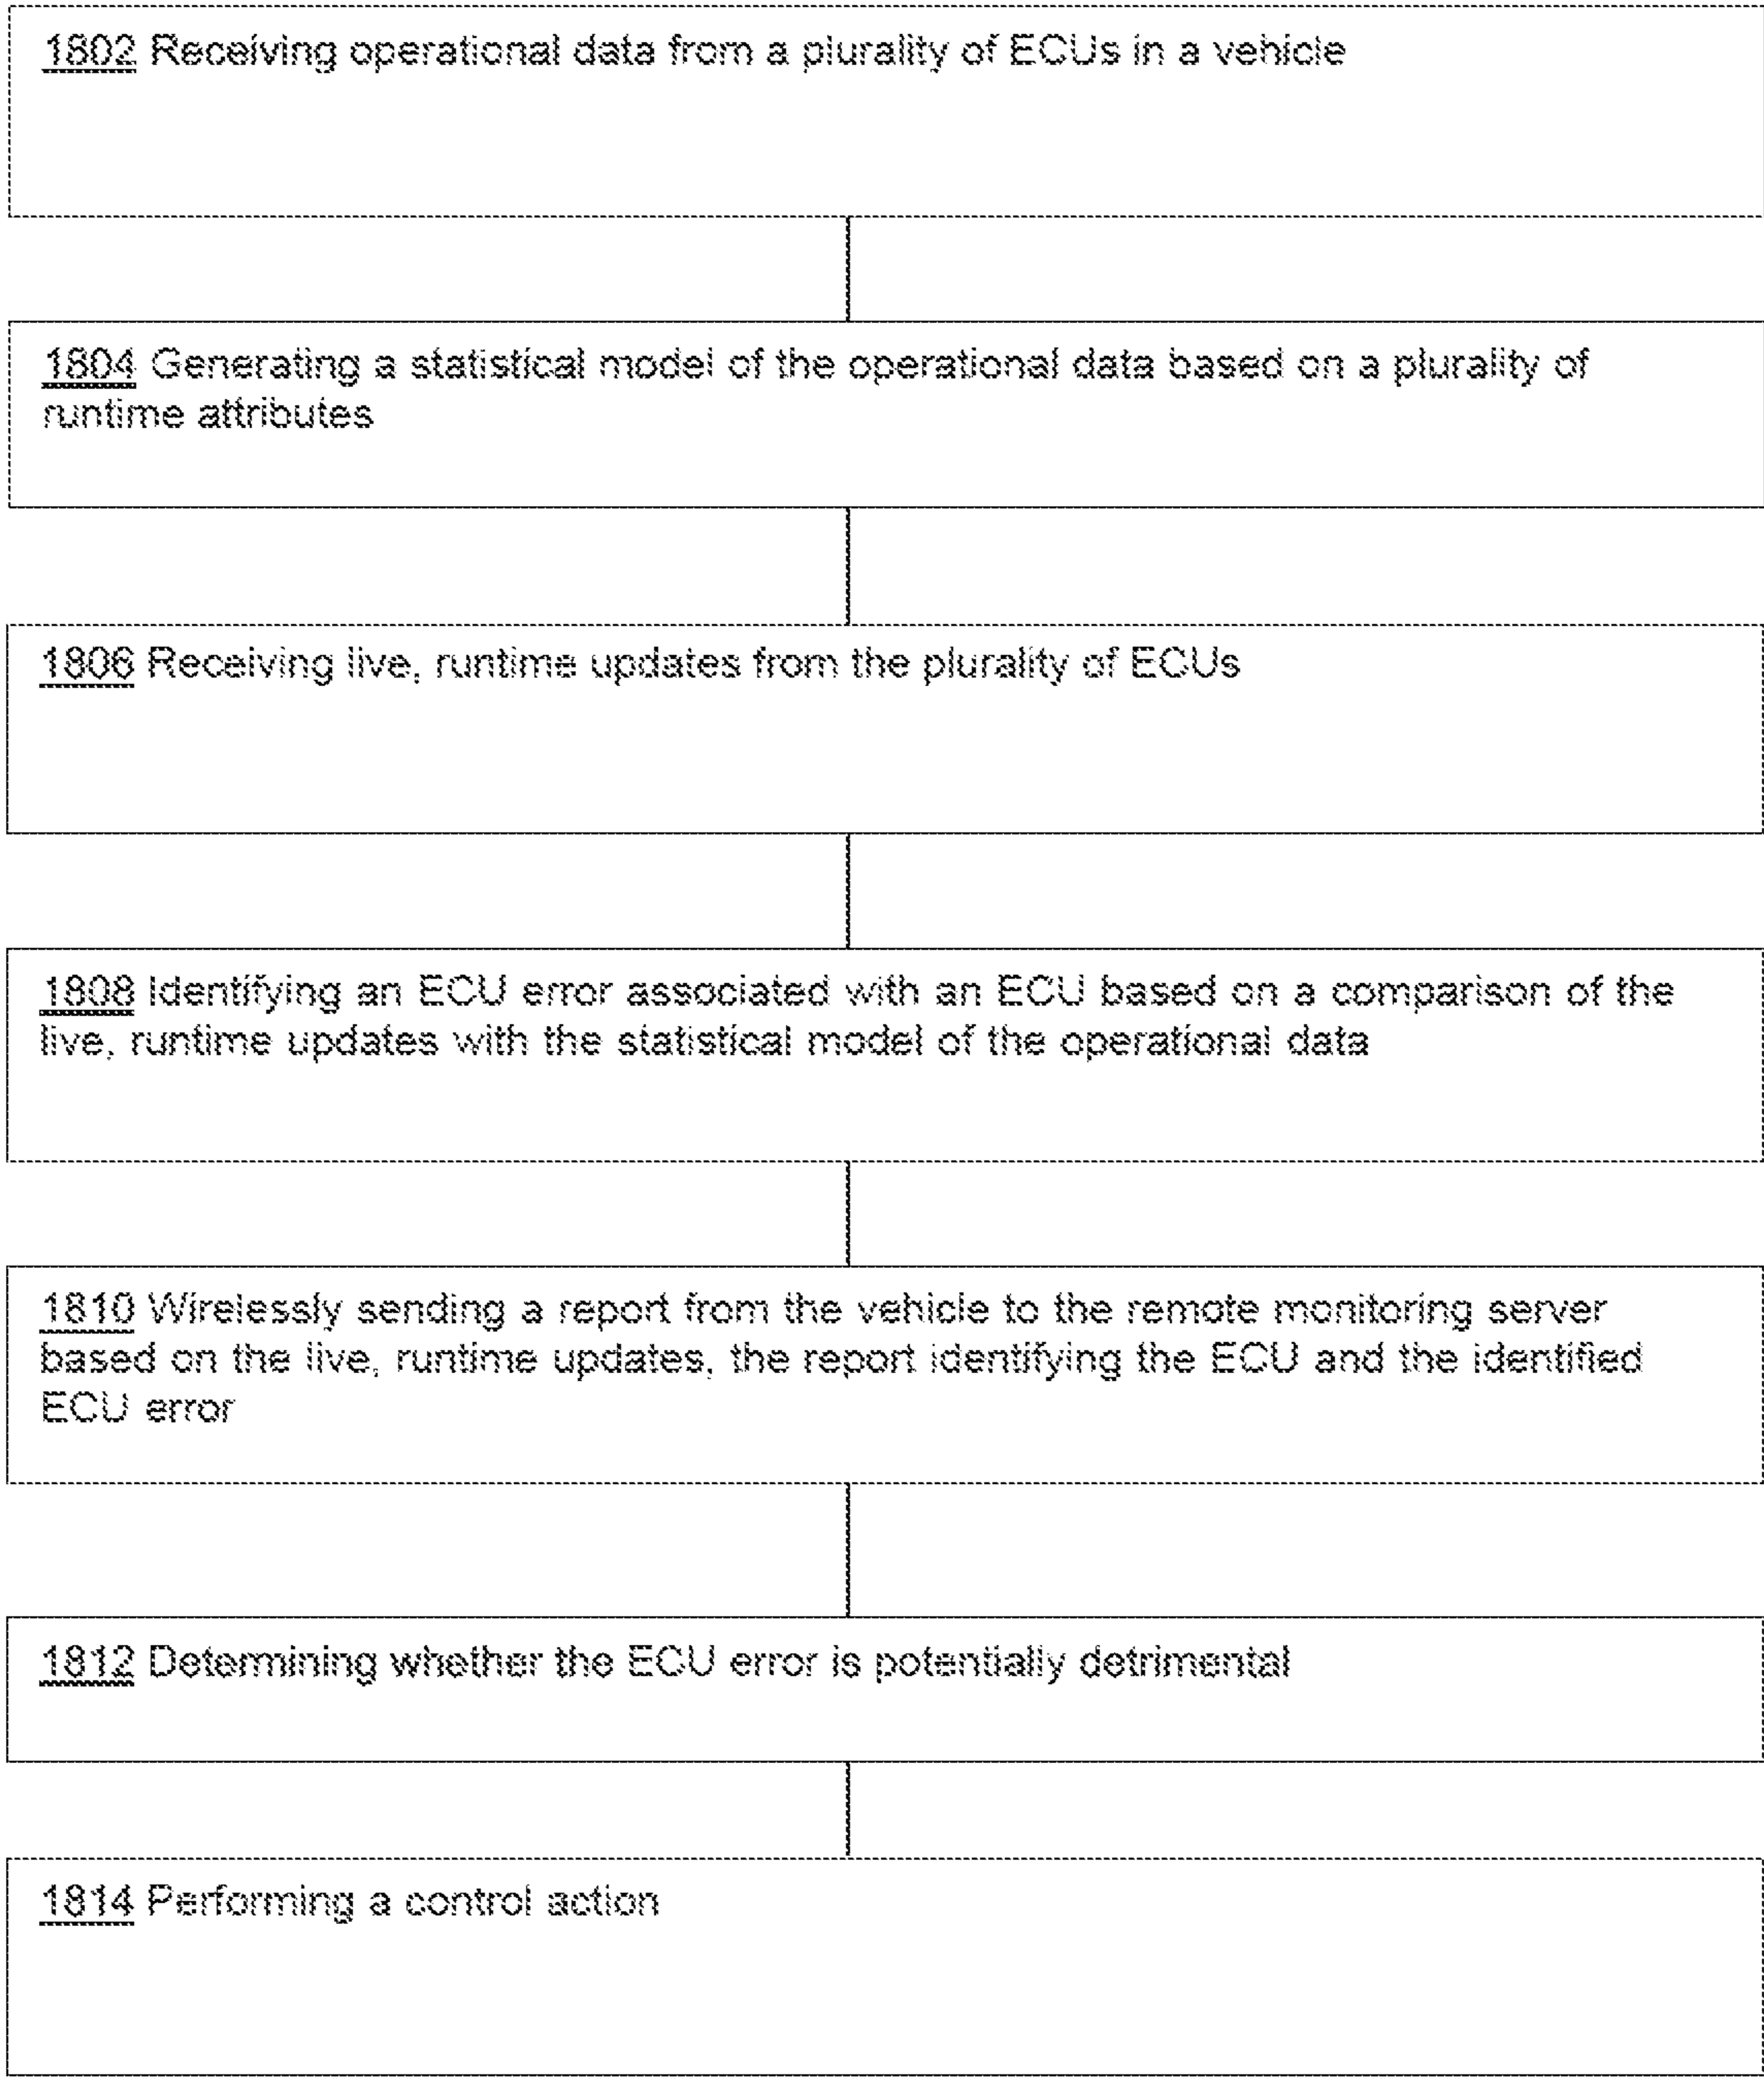 1802 Receiving operational data from a plurality of ECUs in a vehicle
1804 Generating a statistical model of the operational data based on a plurality of
runtime attributes
1806 Receiving live, runtime updates from the plurality of ECUs
1808 Identifying an ECU error associated with an ECU based on a comparison of the
live, runtime updates with the statistical model of the operational data
1810 Wirelessly sending a report from the vehicle to the remote monitoring server
based on the live, runtime updates, the report identifying the ECU and the identified
ECU error
1812 Determining whether the ECU error is potentially detrimental
1814 Performing a control action